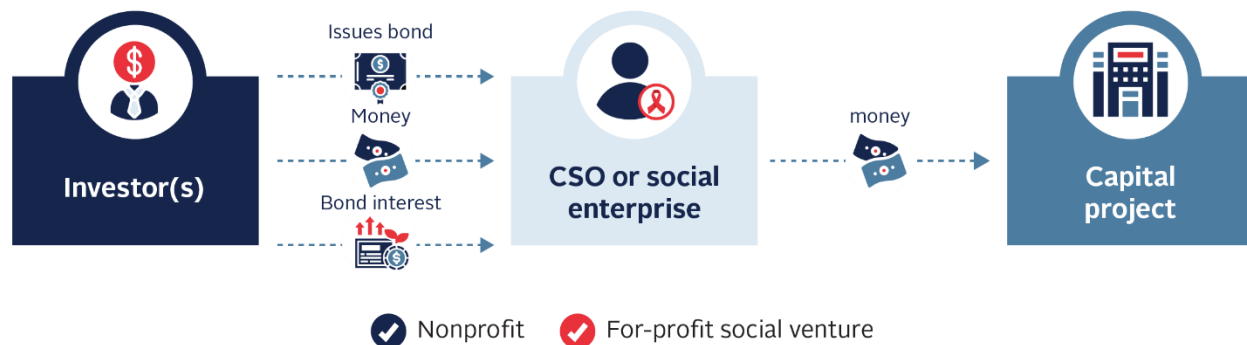 Issues bond
Money
Bond interest
Investor(s)
CSO or social
enterprise
money
Capital
project
Nonprofit
For-profit social venture